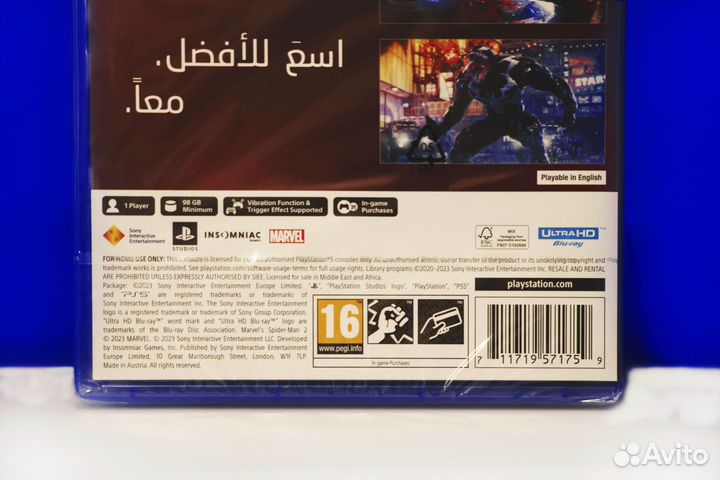 اسعَ للأفضل.
معاً.
START
Playable in English
1 Player
98 GB Minimum
Vibration Function & Trigger Effect Supported
In-game Purchases
Sony Interactive Entertainment
PlayStation STUDIOS
INSOMNIAC GAMES
MARVEL
FSC
MIX
ULTRA HD Blu-ray
FOR HOME USE ONLY: This software is licensed for play on authorised PlayStation®5 consoles only. All unauthorised access, use or transfer of the product or its underlying copyright and
trademark works is prohibited. See playstation.com/software-usage-terms for full usage rights. Library programs ©2020-2023 Sony Interactive Entertainment Inc. RESALE AND RENTAL
ARE PROHIBITED UNLESS EXPRESSLY AUTHORISED BY SIEE. Licensed for sale in Middle East and Africa.
Package: ©2023 Sony Interactive Entertainment Europe Limited. "PlayStation Studios logo", "PlayStation", "PS5"
and PS5 are registered trademarks or trademarks of
Sony Interactive Entertainment Inc. The Sony Interactive Entertainment
logo is a registered trademark or trademark of Sony Group Corporation.
"Ultra HD Blu-ray™" word mark and "Ultra HD Blu-ray™" logo are
trademarks of the Blu-ray Disc Association. Marvel's Spider-Man 2
© 2023 MARVEL. © 2023 Sony Interactive Entertainment LLC. Developed
by Insomniac Games, Inc. Published by Sony Interactive Entertainment
Europe Limited, 10 Great Marlborough Street, London, W1F 7LP.
Made in Austria. All rights reserved.
16
www.pegi.info
In-game Purchases
playstation.com
7 11719 57175 9
Avito